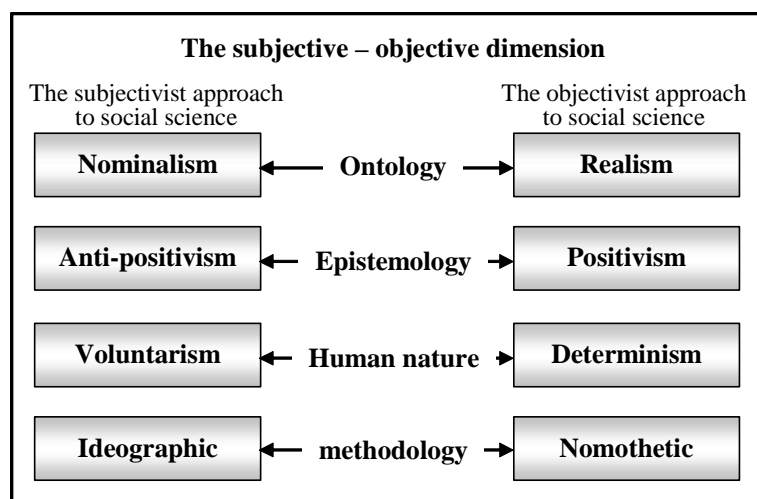 The subjective – objective dimension
The subjectivist approach
to social science
The objectivist approach
to social science
Nominalism
Ontology
Realism
Anti-positivism
Epistemology
Positivism
Voluntarism
Human nature
Determinism
Ideographic
methodology
Nomothetic